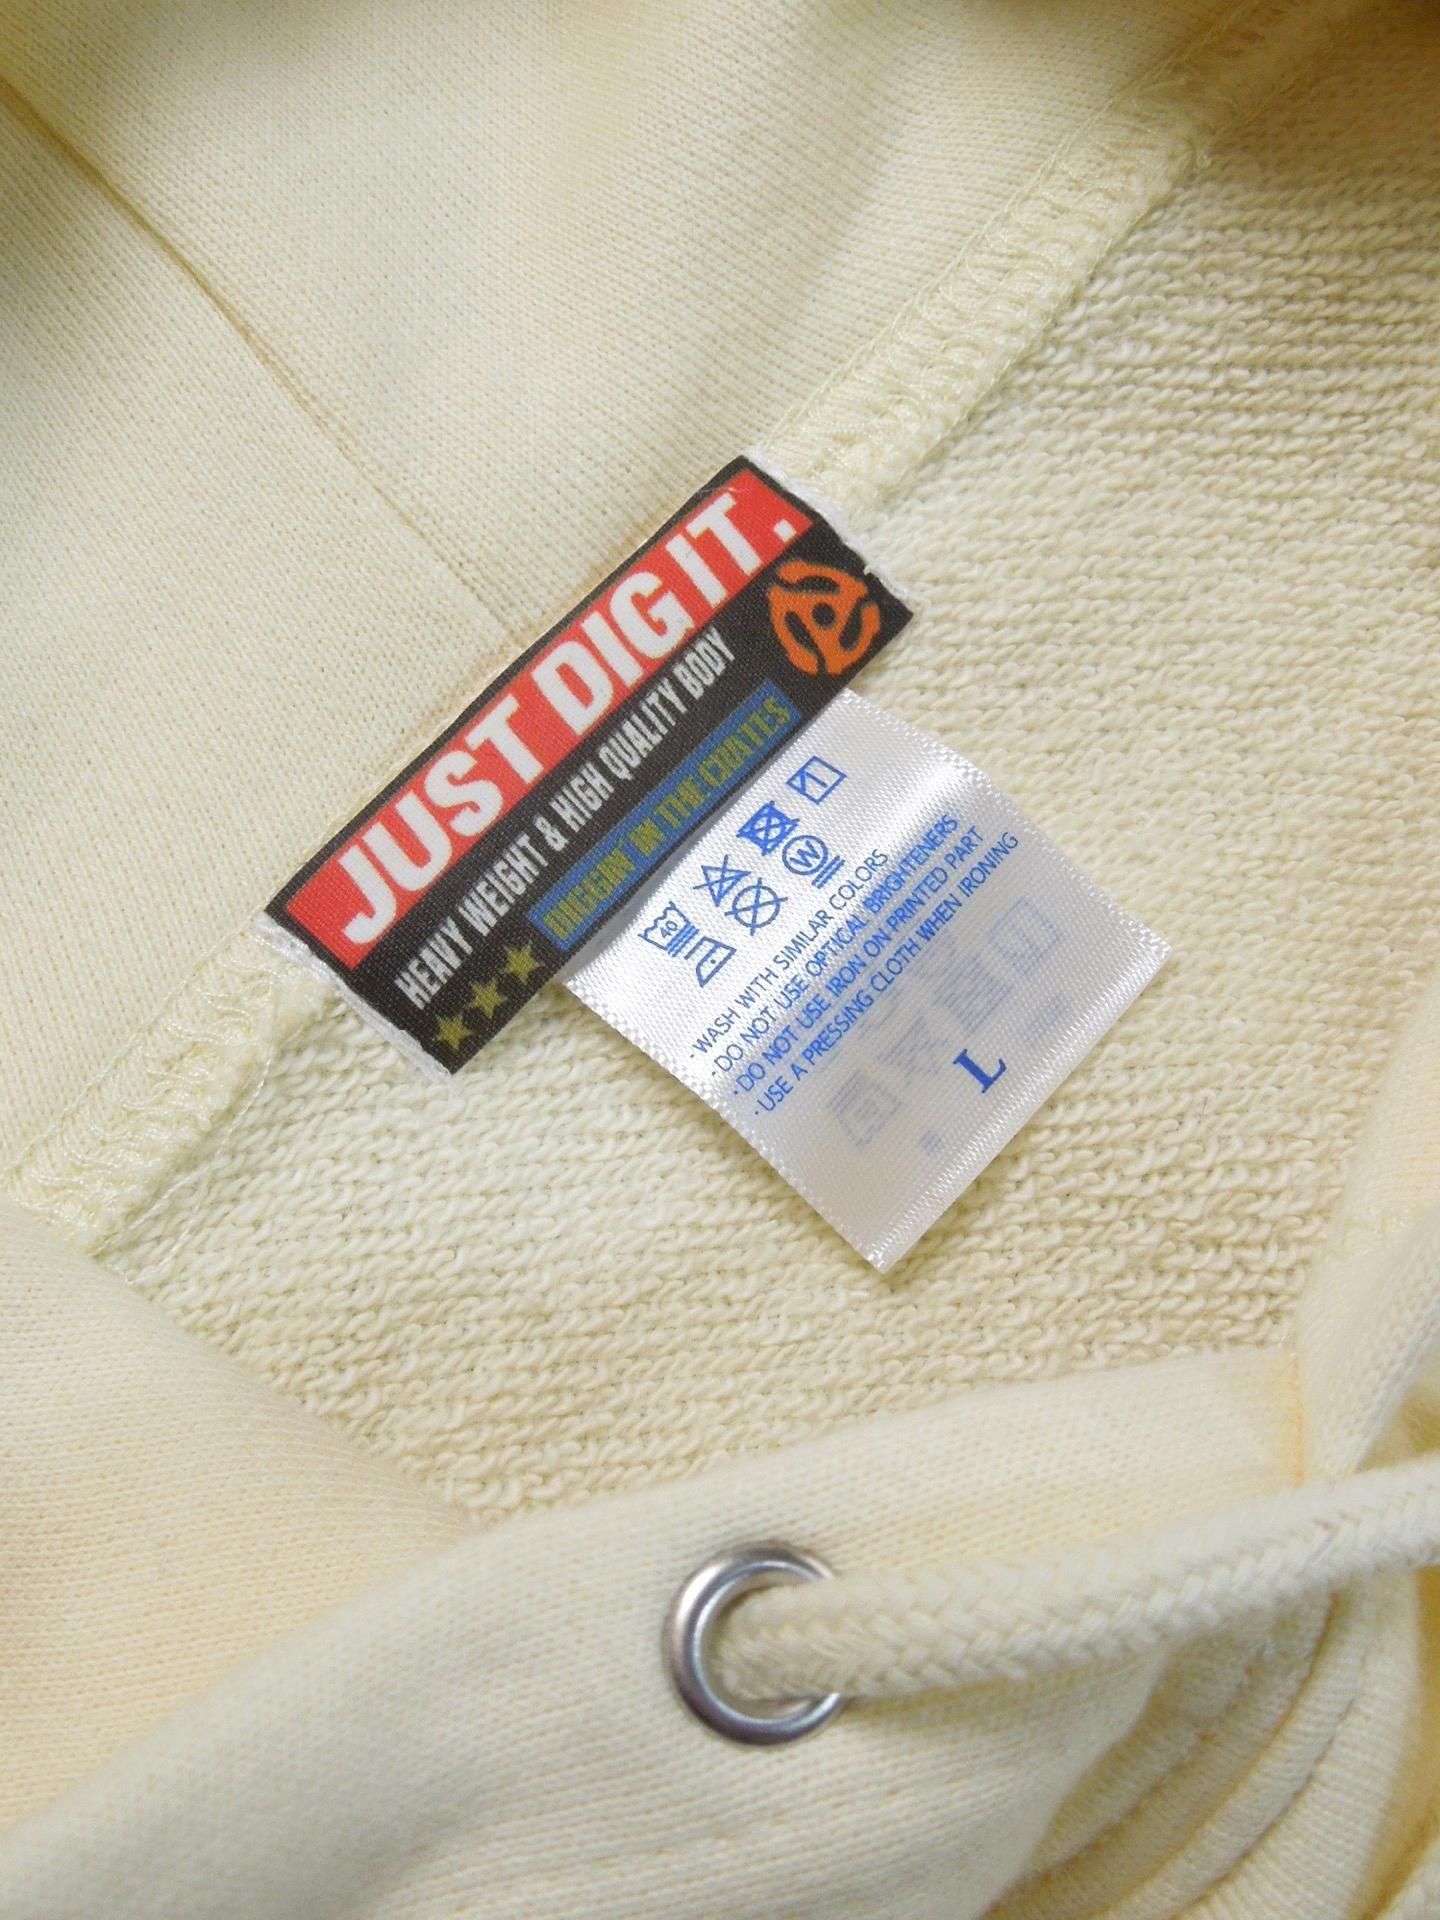 JUST DIG IT.
HEAVY WEIGHT & HIGH QUALITY BODY
DIGGIN' IN THE CRATES
40
W
· WASH WITH SIMILAR COLORS
· DO NOT USE OPTICAL BRIGHTENERS
· DO NOT USE IRON ON PRINTED PART
· USE A PRESSING CLOTH WHEN IRONING
L